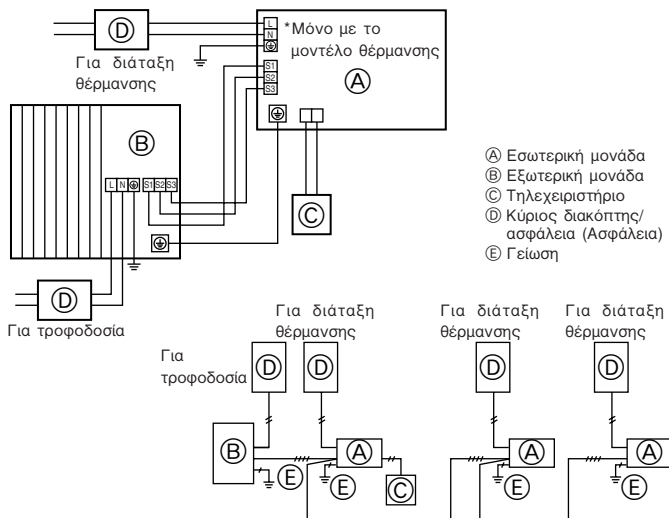 Ⓓ
Για διάταξη
θέρμανσης
L
N
*Μόνο με το
μοντέλο θέρμανσης
S1
S2
S3
Ⓐ
Ⓑ
L N S1 S2 S3
Ⓒ
Ⓓ
Για τροφοδοσία
Ⓐ Εσωτερική μονάδα
Ⓑ Εξωτερική μονάδα
Ⓒ Τηλεχειριστήριο
Ⓓ Κύριος διακόπτης/
ασφάλεια (Ασφάλεια)
Ⓔ Γείωση
Για
τροφοδοσία
Για διάταξη
θέρμανσης
Για διάταξη
θέρμανσης
Για διάταξη
θέρμανσης
Ⓓ Ⓓ Ⓓ Ⓓ
Ⓑ Ⓐ Ⓐ Ⓐ
Ⓔ Ⓔ Ⓒ Ⓔ Ⓔ